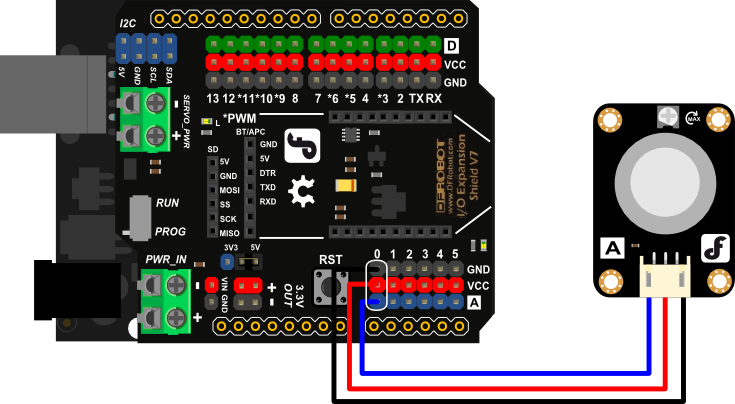 I2C
5V GND SCL SDA
D
VCC
GND
13 12 *11 *10 *9 8 7 *6 *5 4 *3 2 TX RX
- SERVO_PWR +
L *PWM
BT/APC
SD
5V
GND
MOSI
SS
SCK
MISO
GND
5V
DTR
TXD
RXD
DFROBOT
www.DFRobot.com
I/O Expansion
Shield V7
RUN
PROG
3V3 5V
PWR_IN
- +
VIN GND
+ -
3.3V
OUT
RST
0 1 2 3 4 5
GND
VCC
A
MAX
A